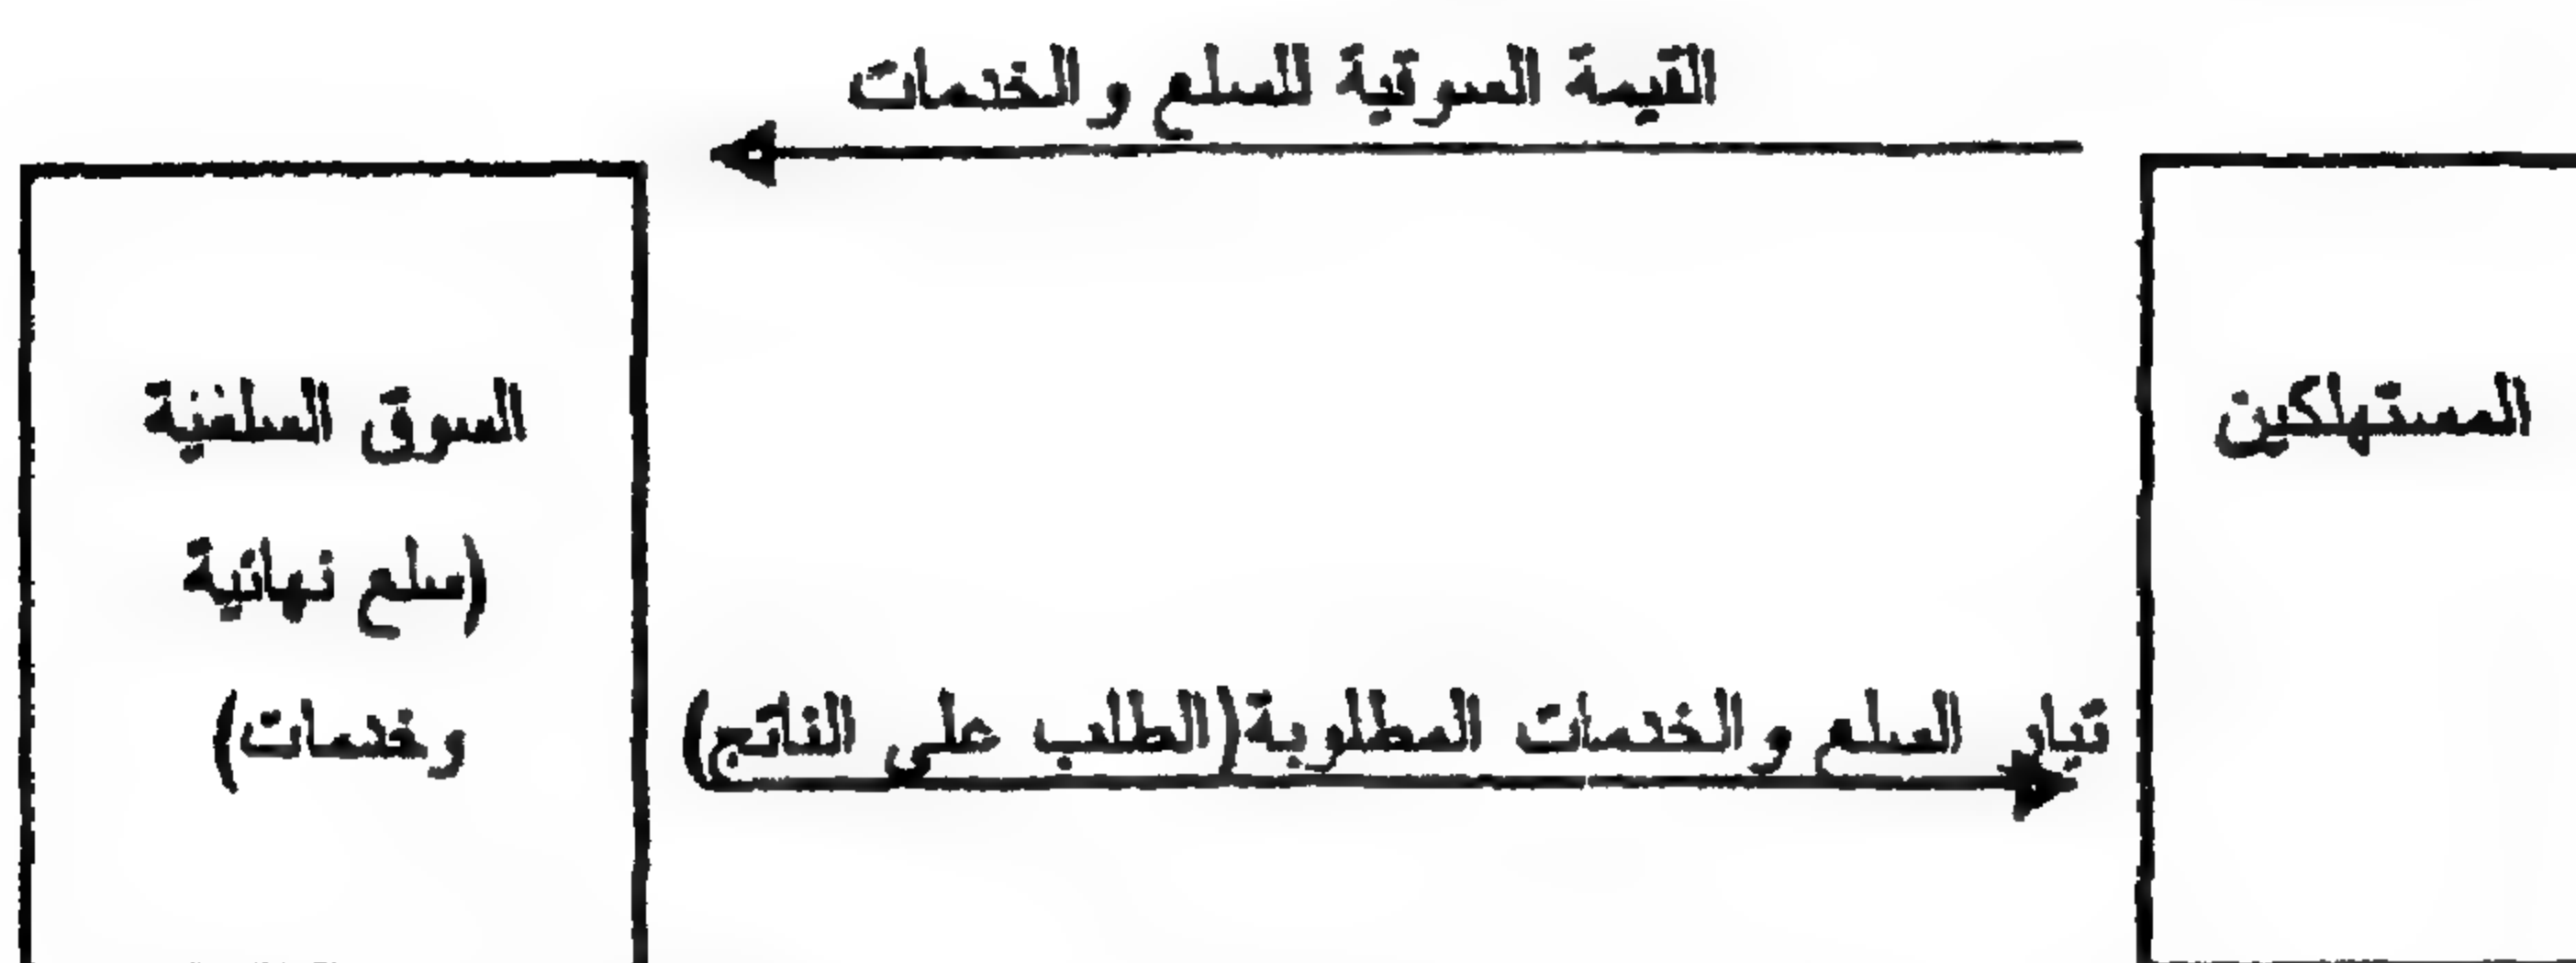 القيمة السوقية للسلع والخدمات
المستهلكين
السوق السلعية
(سلع نهائية
وخدمات)
تيار السلع والخدمات المطلوبة(الطلب على الناتج)